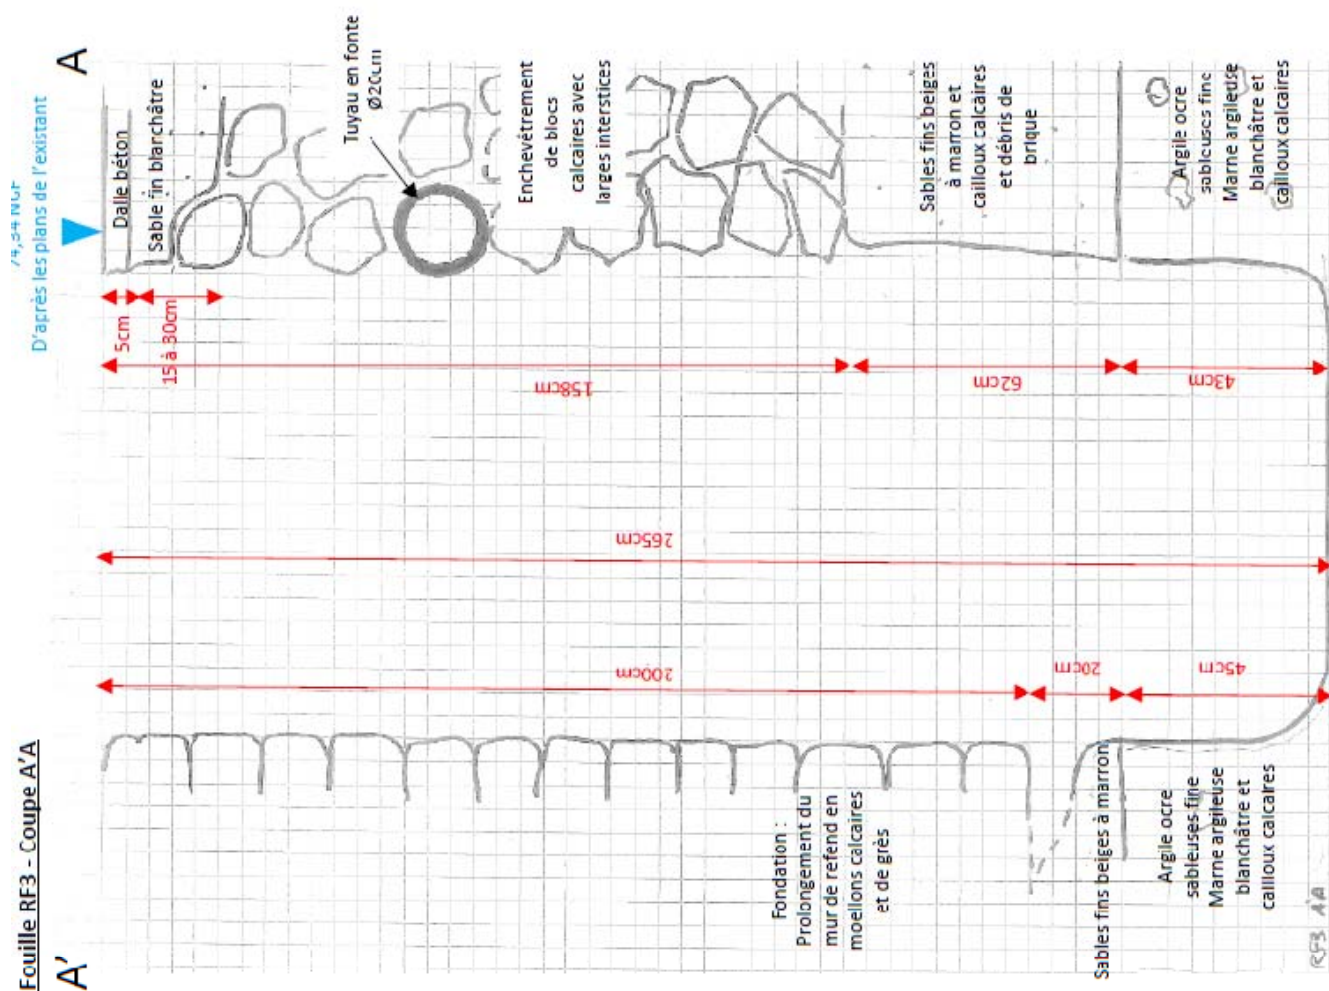 Fouille RF3 - Coupe A'A
A'
A
74,34 NGF
D'après les plans de l'existant
Dalle béton
Sable fin blanchâtre
Tuyau en fonte
Ø20cm
Enchevêtrement
de blocs
calcaires avec
larges interstices
Sables fins beiges
à marron et
cailloux calcaires
et débris de
brique
Argile ocre
sableuses fine
Marne argileuse
blanchâtre et
cailloux calcaires
5cm
15 à 30cm
158cm
62cm
43cm
265cm
200cm
20cm
45cm
Fondation :
Prolongement du
mur de refend en
moellons calcaires
et de grès
Sables fins beiges à marron
Argile ocre
sableuses fine
Marne argileuse
blanchâtre et
cailloux calcaires
RF3 A'A